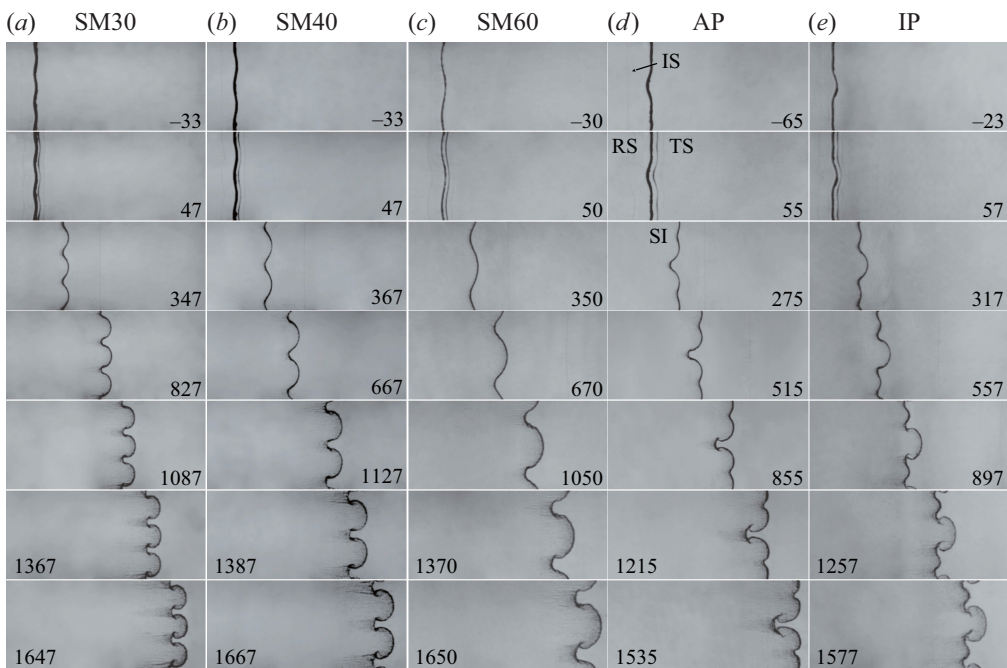 (a) SM30 (b) SM40 (c) SM60 (d) AP (e) IP
IS
–33 –33 –30 –65 –23
RS TS
47 47 50 55 57
SI
347 367 350 275 317
827 667 670 515 557
1087 1127 1050 855 897
1367 1387 1370 1215 1257
1647 1667 1650 1535 1577